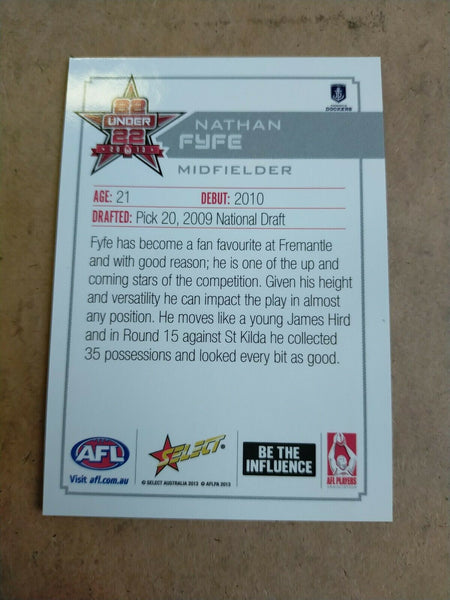 22
UNDER
22
2013
NATHAN
FYFE
MIDFIELDER
DOCKERS
AGE: 21 DEBUT: 2010
DRAFTED: Pick 20, 2009 National Draft
Fyfe has become a fan favourite at Fremantle
and with good reason; he is one of the up and
coming stars of the competition. Given his height
and versatility he can impact the play in almost
any position. He moves like a young James Hird
and in Round 15 against St Kilda he collected
35 possessions and looked every bit as good.
AFL
Visit afl.com.au
SELECT
© SELECT AUSTRALIA 2013 © AFLPA 2013
BE THE
INFLUENCE
AFL PLAYERS